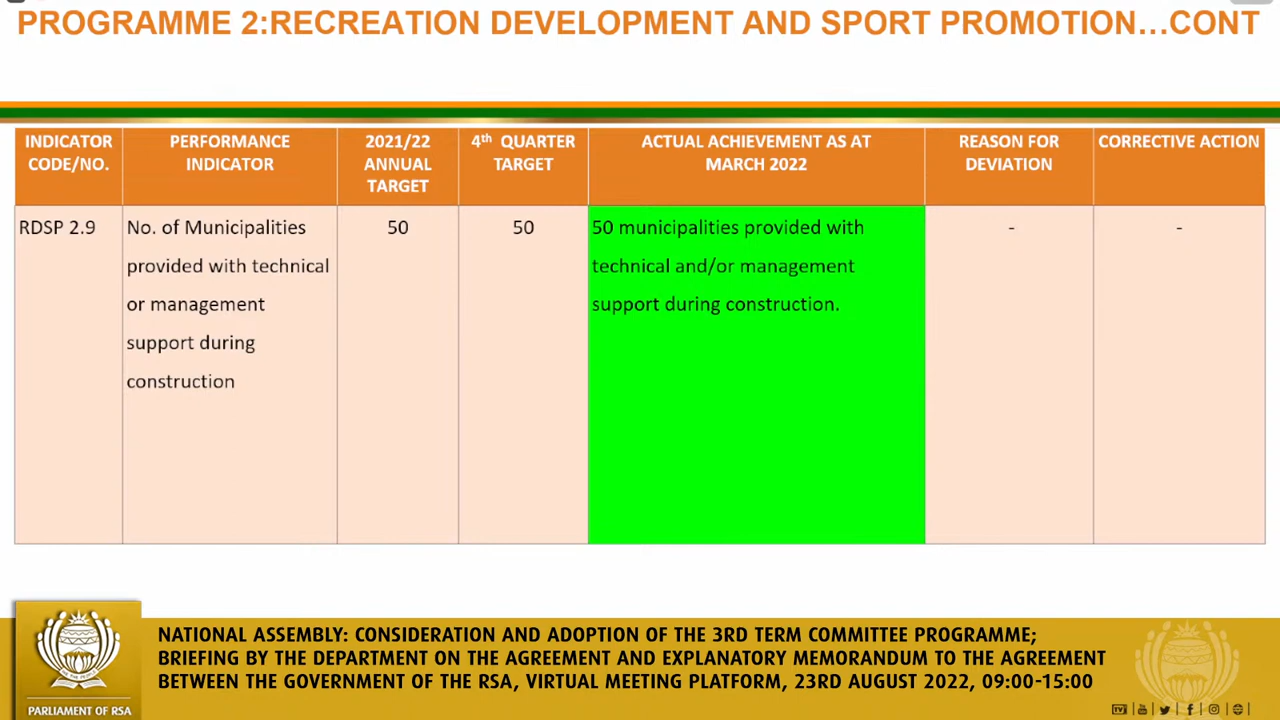 PROGRAMME 2:RECREATION DEVELOPMENT AND SPORT PROMOTION...CONT
INDICATOR
CODE/NO.
PERFORMANCE
INDICATOR
2021/22
ANNUAL
TARGET
4th QUARTER
TARGET
ACTUAL ACHIEVEMENT AS AT
MARCH 2022
REASON FOR
DEVIATION
CORRECTIVE ACTION
RDSP 2.9
No. of Municipalities
provided with technical
or management
support during
construction
50
50
50 municipalities provided with
technical and/or management
support during construction.
-
-
NATIONAL ASSEMBLY: CONSIDERATION AND ADOPTION OF THE 3RD TERM COMMITTEE PROGRAMME;
BRIEFING BY THE DEPARTMENT ON THE AGREEMENT AND EXPLANATORY MEMORANDUM TO THE AGREEMENT
BETWEEN THE GOVERNMENT OF THE RSA, VIRTUAL MEETING PLATFORM, 23RD AUGUST 2022, 09:00-15:00
PARLIAMENT OF RSA